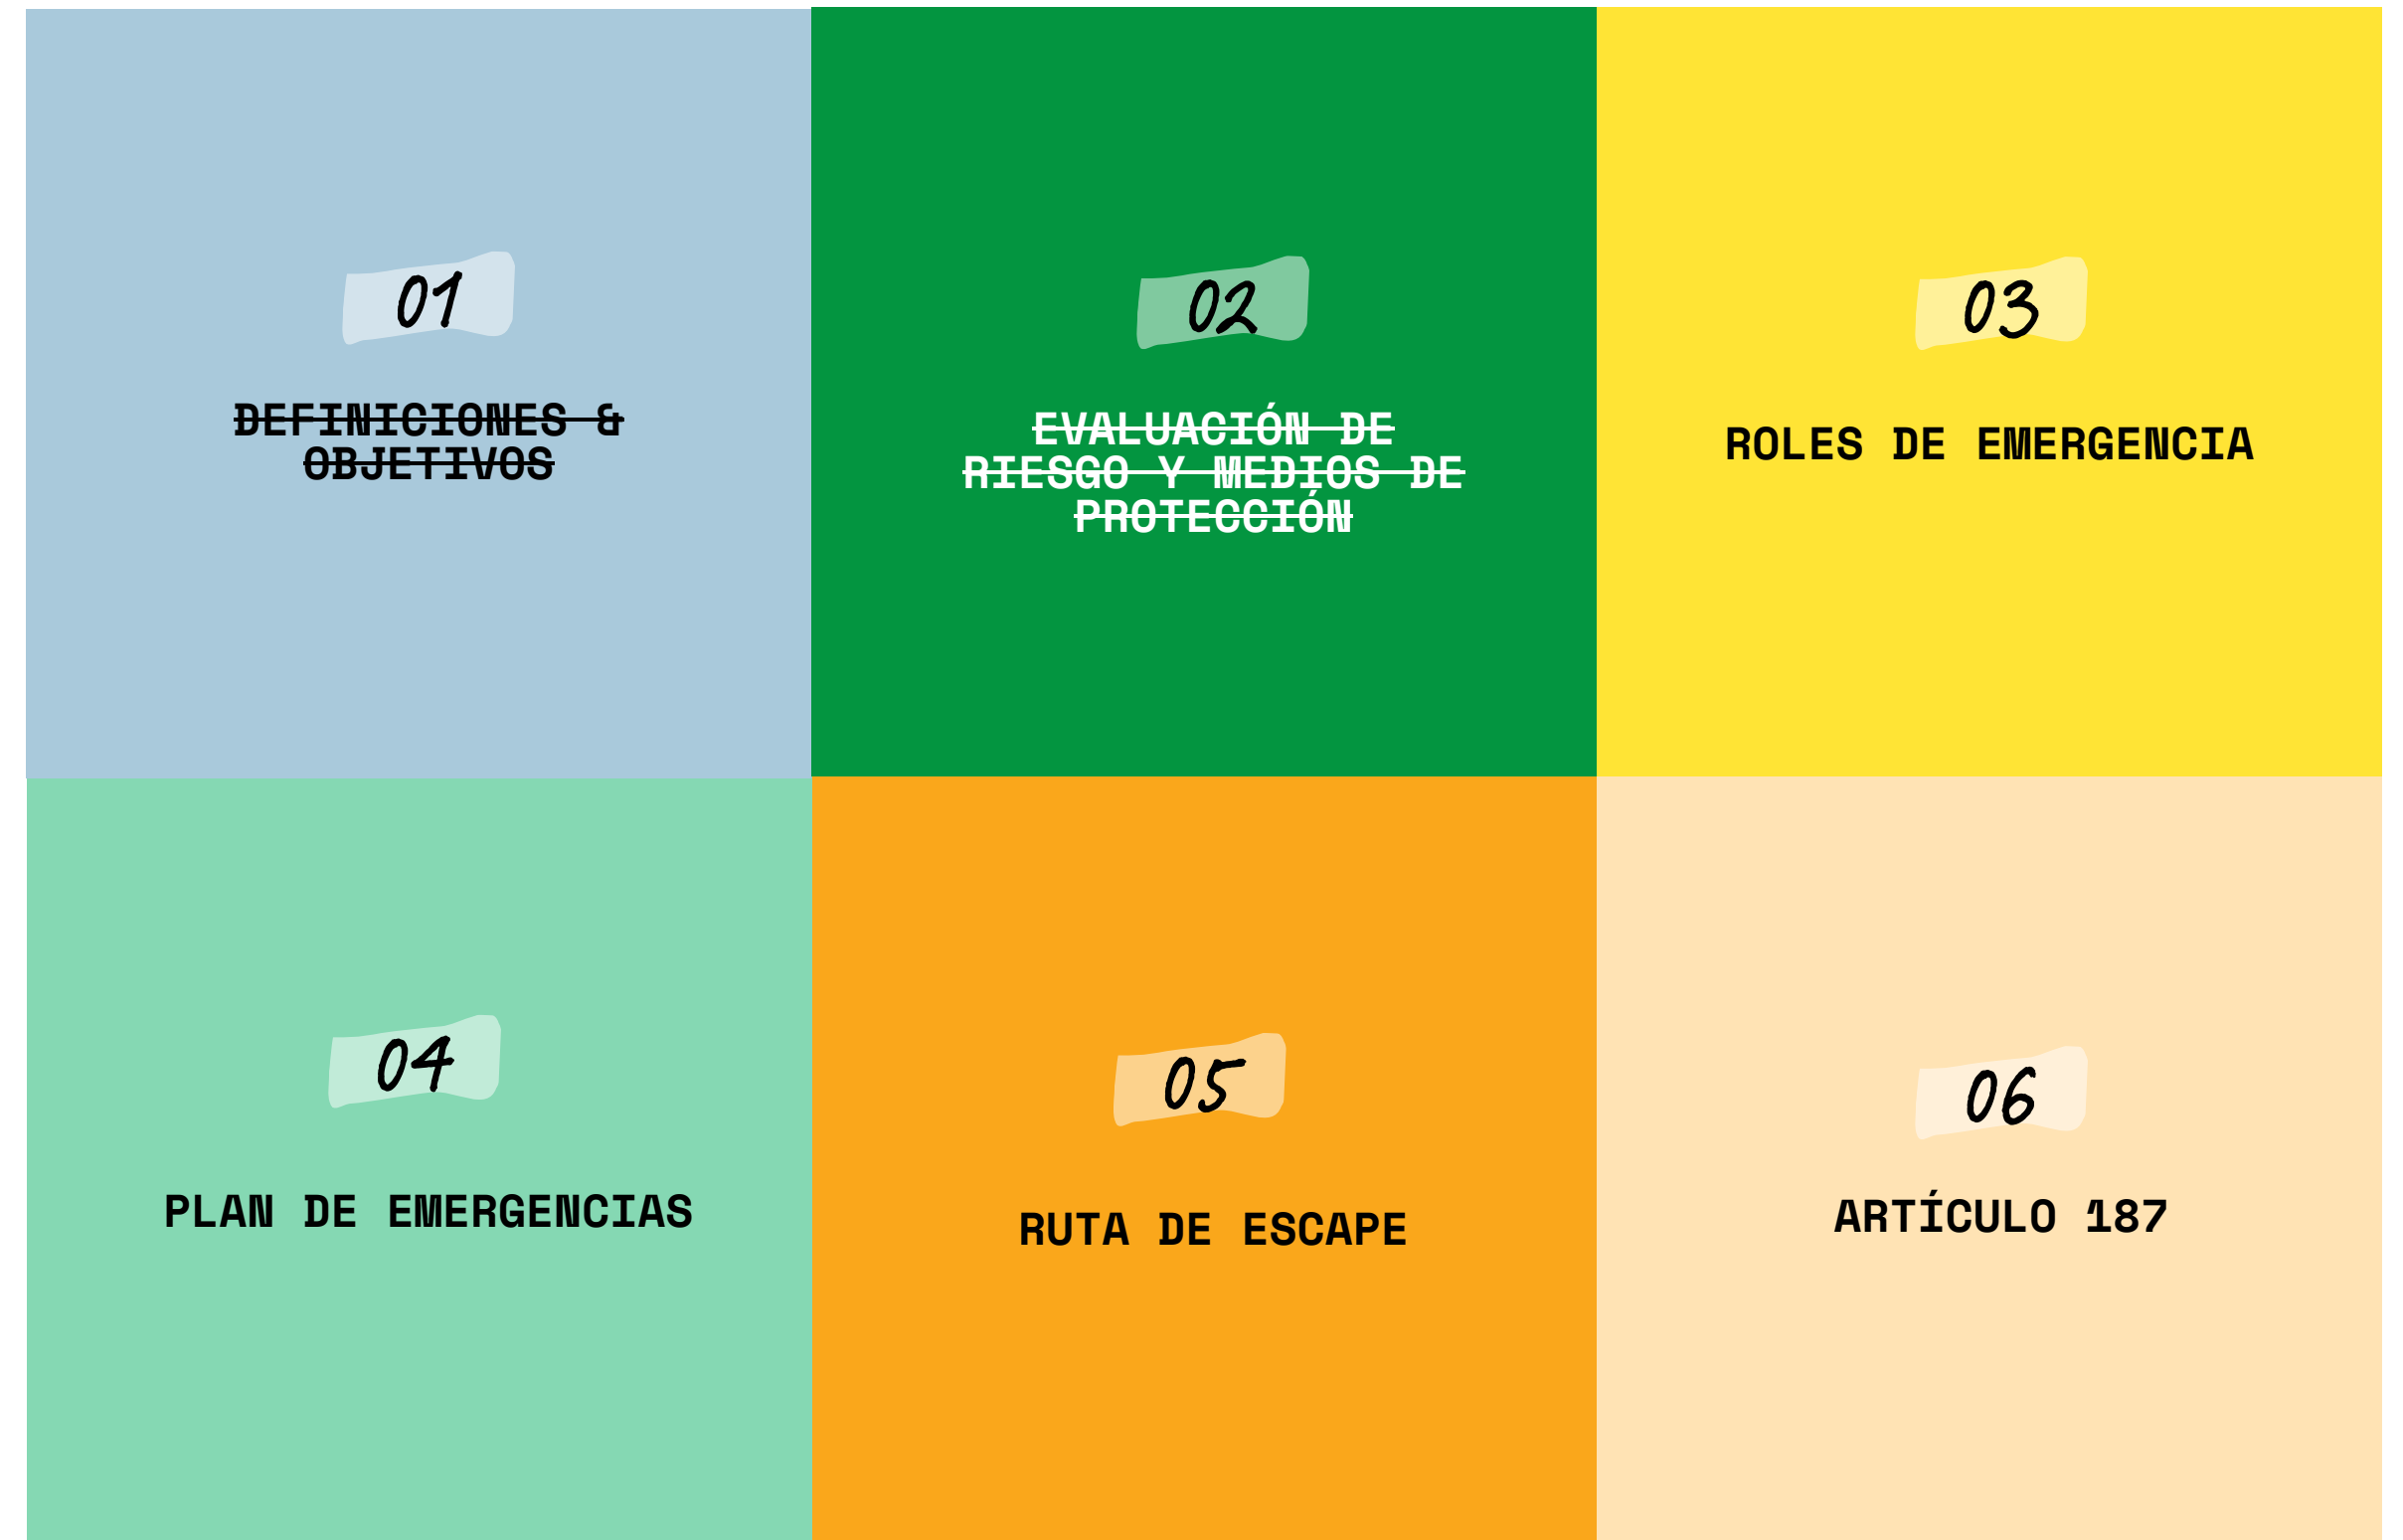 01
DEFINICIONES &
OBJETIVOS
02
EVALUACIÓN DE
RIESGO Y MEDIOS DE
PROTECCIÓN
03
ROLES DE EMERGENCIA
04
PLAN DE EMERGENCIAS
05
RUTA DE ESCAPE
06
ARTÍCULO 187